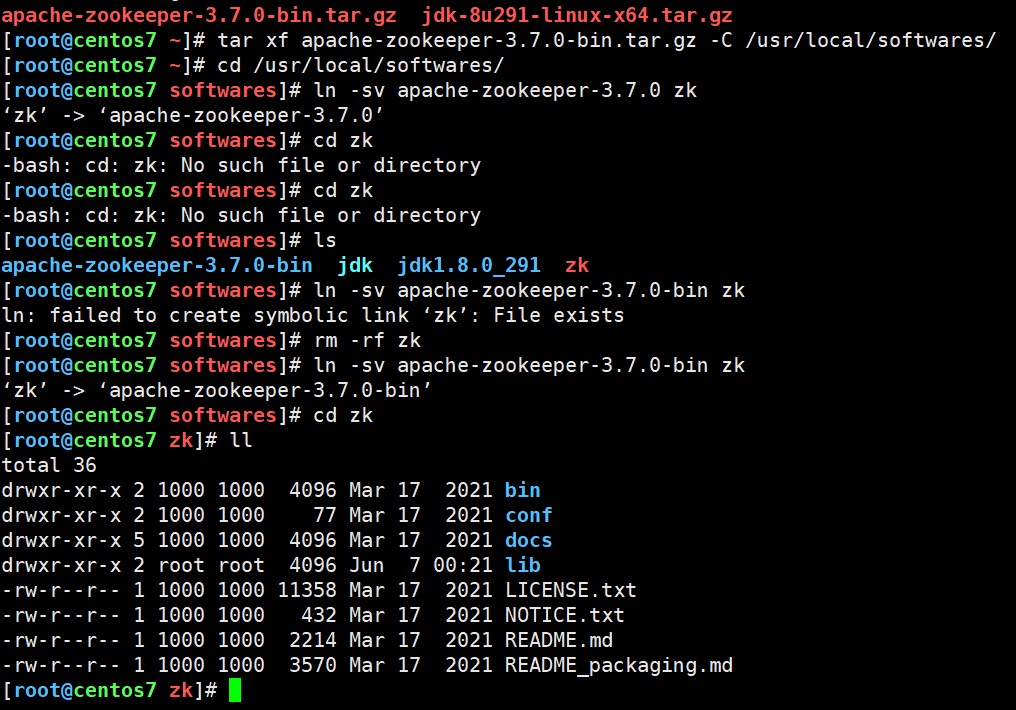 apache-zookeeper-3.7.0-bin.tar.gz  jdk-8u291-linux-x64.tar.gz
[root@centos7 ~]# tar xf apache-zookeeper-3.7.0-bin.tar.gz -C /usr/local/softwares/
[root@centos7 ~]# cd /usr/local/softwares/
[root@centos7 softwares]# ln -sv apache-zookeeper-3.7.0 zk
‘zk’ -> ‘apache-zookeeper-3.7.0’
[root@centos7 softwares]# cd zk
-bash: cd: zk: No such file or directory
[root@centos7 softwares]# cd zk
-bash: cd: zk: No such file or directory
[root@centos7 softwares]# ls
apache-zookeeper-3.7.0-bin  jdk  jdk1.8.0_291  zk
[root@centos7 softwares]# ln -sv apache-zookeeper-3.7.0-bin zk
ln: failed to create symbolic link ‘zk’: File exists
[root@centos7 softwares]# rm -rf zk
[root@centos7 softwares]# ln -sv apache-zookeeper-3.7.0-bin zk
‘zk’ -> ‘apache-zookeeper-3.7.0-bin’
[root@centos7 softwares]# cd zk
[root@centos7 zk]# ll
total 36
drwxr-xr-x 2 1000 1000  4096 Mar 17  2021 bin
drwxr-xr-x 2 1000 1000    77 Mar 17  2021 conf
drwxr-xr-x 5 1000 1000  4096 Mar 17  2021 docs
drwxr-xr-x 2 root root  4096 Jun  7 00:21 lib
-rw-r--r-- 1 1000 1000 11358 Mar 17  2021 LICENSE.txt
-rw-r--r-- 1 1000 1000   432 Mar 17  2021 NOTICE.txt
-rw-r--r-- 1 1000 1000  2214 Mar 17  2021 README.md
-rw-r--r-- 1 1000 1000  3570 Mar 17  2021 README_packaging.md
[root@centos7 zk]#